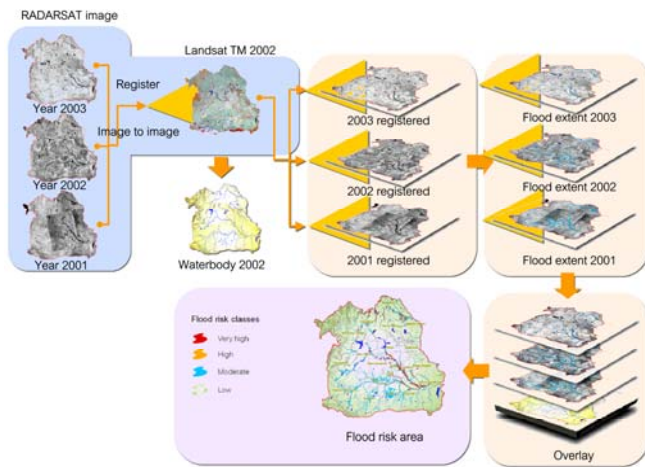 RADARSAT image
Landsat TM 2002
Register
Year 2003
Image to image
Year 2002
Year 2001
Waterbody 2002
2003 registered
2002 registered
2001 registered
Flood extent 2003
Flood extent 2002
Flood extent 2001
Flood risk classes
Very high
High
Moderate
Low
Flood risk area
Overlay